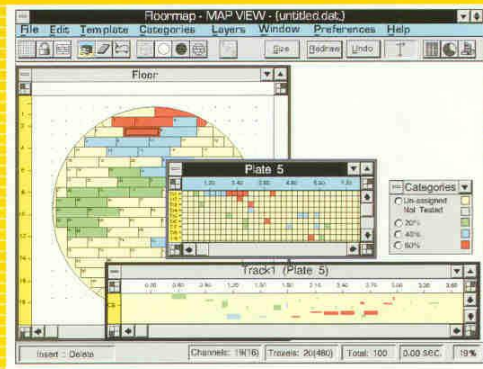 Floormap - MAP VIEW - (untitled.dat,)
File Edit Template Categories Layers Window Preferences Help
Size Redraw Undo
Floor
Plate 5
Categories
Un-assigned
Not Tested
20%
40%
60%
Track1 (Plate 5)
Insert : Delete Channels: 19(16) Traxels: 20(480) Total: 100 0.00 SEC. 19%